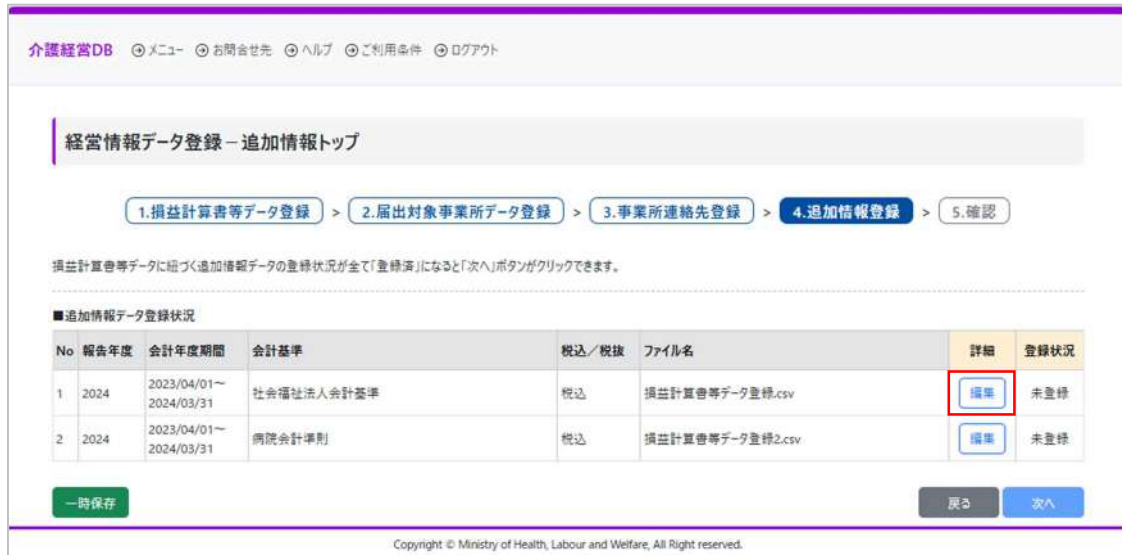 介護経営DB メニュー お問合せ先 ヘルプ ご利用条件 ログアウト
経営情報データ登録－追加情報トップ
1.損益計算書等データ登録 > 2.届出対象事業所データ登録 > 3.事業所連絡先登録 > 4.追加情報登録 > 5.確認
損益計算書等データに紐づく追加情報データの登録状況が全て「登録済」になると「次へ」ボタンがクリックできます。
■追加情報データ登録状況
No 報告年度 会計年度期間 会計基準 税込／税抜 ファイル名 詳細 登録状況
1 2024 2023/04/01～ 社会福祉法人会計基準 税込 損益計算書等データ登録.csv 編集 未登録
2024/03/31
2 2024 2023/04/01～ 病院会計準則 税込 損益計算書等データ登録2.csv 編集 未登録
2024/03/31
一時保存 戻る 次へ
Copyright © Ministry of Health, Labour and Welfare, All Right reserved.